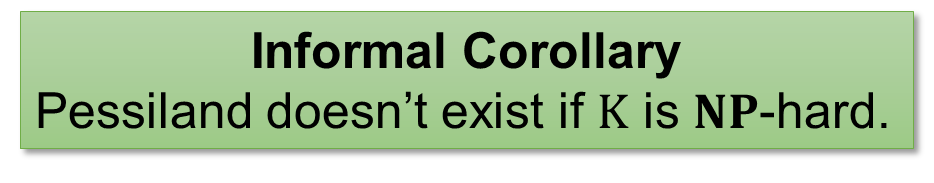 Informal Corollary
Pessiland doesn’t exist if K is NP-hard.